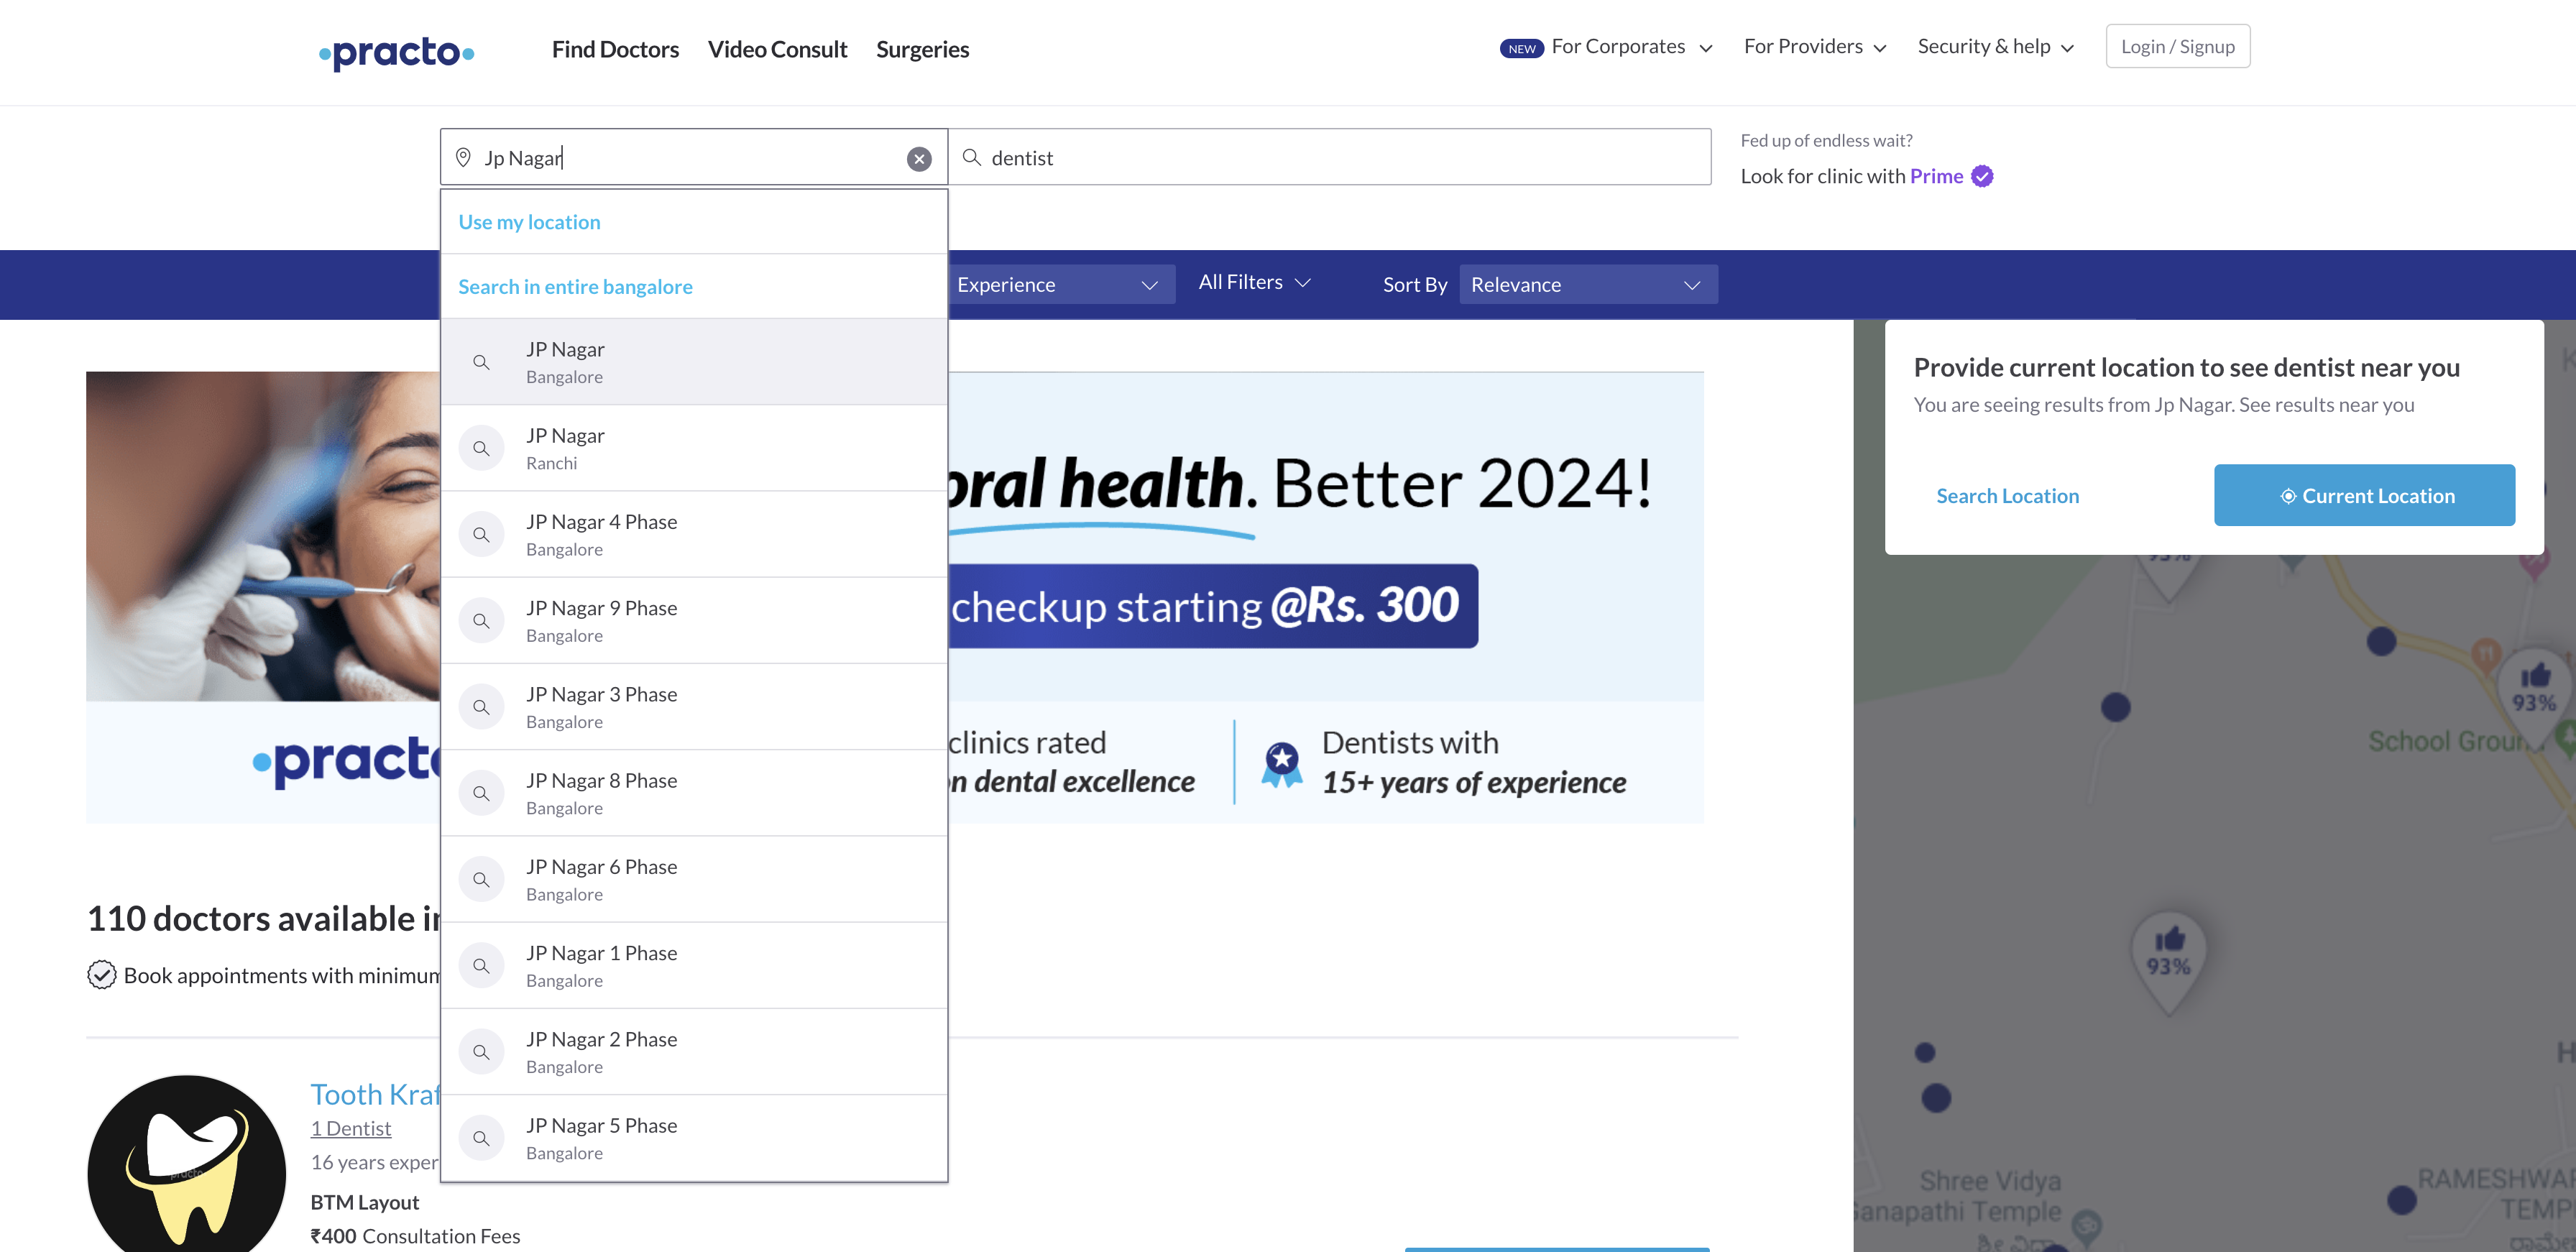 practo
Find Doctors
Video Consult
Surgeries
NEW For Corporates
For Providers
Security & help
Login / Signup
Jp Nagar
dentist
Fed up of endless wait?
Look for clinic with Prime
Use my location
Search in entire bangalore
Experience
All Filters
Sort By
Relevance
JP Nagar
Bangalore
JP Nagar
Ranchi
JP Nagar 4 Phase
Bangalore
JP Nagar 9 Phase
Bangalore
JP Nagar 3 Phase
Bangalore
JP Nagar 8 Phase
Bangalore
JP Nagar 6 Phase
Bangalore
JP Nagar 1 Phase
Bangalore
JP Nagar 2 Phase
Bangalore
JP Nagar 5 Phase
Bangalore
oral health. Better 2024!
checkup starting @Rs. 300
practo
clinics rated
on dental excellence
Dentists with
15+ years of experience
110 doctors available
Book appointments with minimum
Tooth
1 Dentist
16 years
BTM Layout
₹400 Consultation Fees
Provide current location to see dentist near you
You are seeing results from Jp Nagar. See results near you
Search Location
Current Location
93%
93%
School Ground
93%
Shree Vidya
Ganapathi Temple